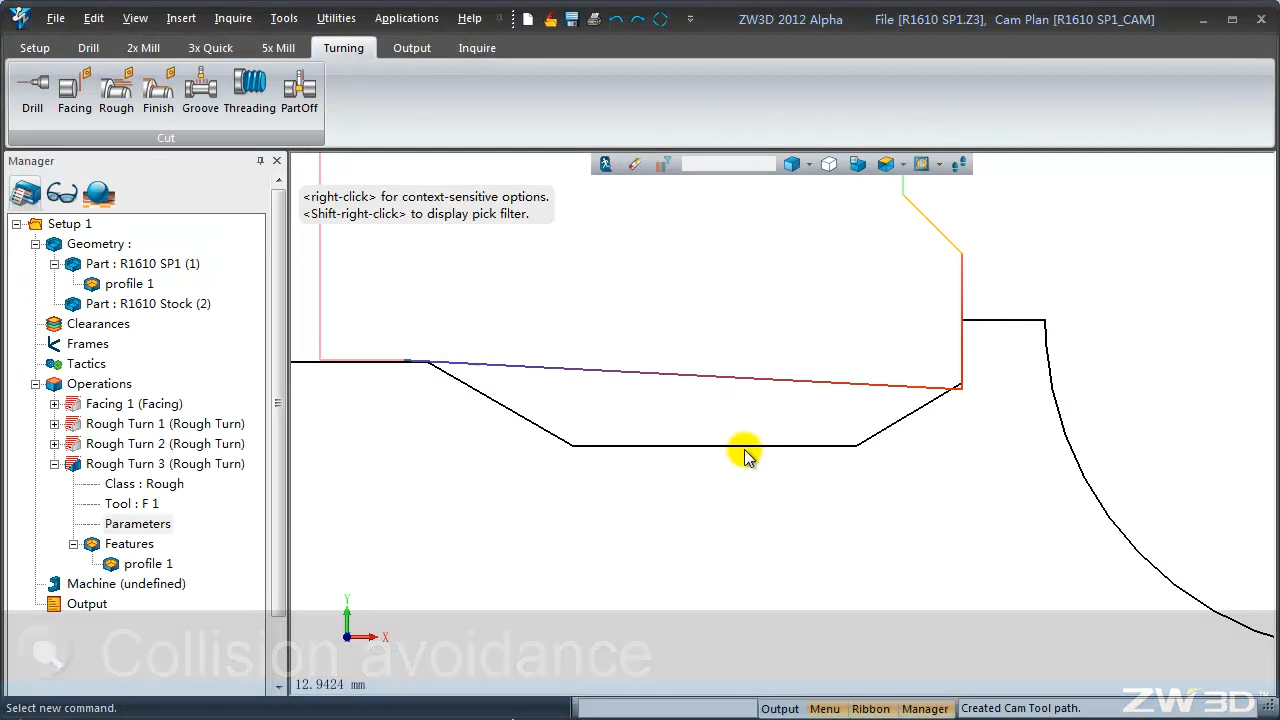 File Edit View Insert Inquire Tools Utilities Applications Help ZW3D 2012 Alpha File [R1610 SP1.Z3], Cam Plan [R1610 SP1_CAM]
Setup Drill 2x Mill 3x Quick 5x Mill Turning Output Inquire
Drill Facing Rough Finish Groove Threading PartOff
Cut
Manager
<right-click> for context-sensitive options.
<Shift-right-click> to display pick filter.
Setup 1
Geometry :
Part : R1610 SP1 (1)
profile 1
Part : R1610 Stock (2)
Clearances
Frames
Tactics
Operations
Facing 1 (Facing)
Rough Turn 1 (Rough Turn)
Rough Turn 2 (Rough Turn)
Rough Turn 3 (Rough Turn)
Class : Rough
Tool : F 1
Parameters
Features
profile 1
Machine (undefined)
Output
Y
X
Collision avoidance
12.9424 mm
ZW3D
Select new command. Output Menu Ribbon Manager Created Cam Tool path.